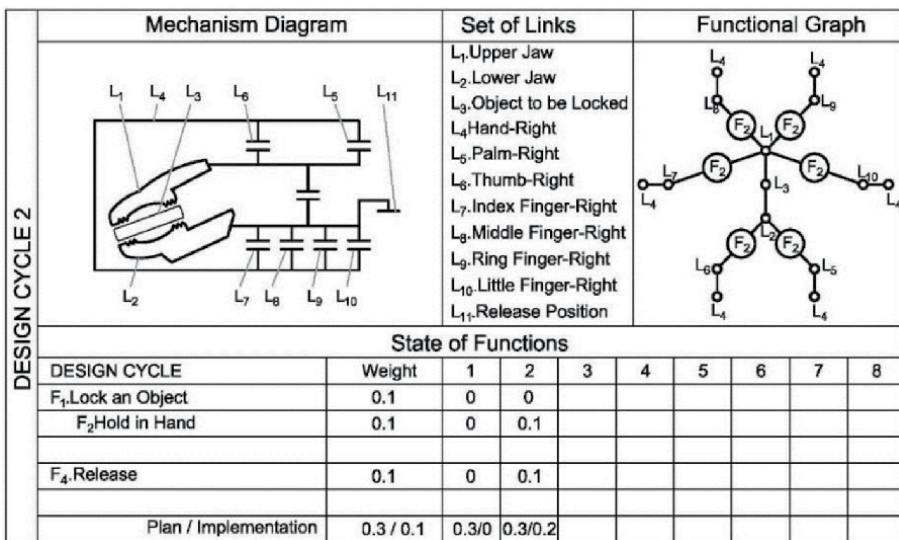 DESIGN CYCLE 2
Mechanism Diagram
L₁ L₄ L₃ L₆ L₅ L₁₁
L₂ L₇ L₈ L₉ L₁₀
Set of Links
L₁.Upper Jaw
L₂.Lower Jaw
L₃.Object to be Locked
L₄Hand-Right
L₅.Palm-Right
L₆.Thumb-Right
L₇.Index Finger-Right
L₈.Middle Finger-Right
L₉.Ring Finger-Right
L₁₀.Little Finger-Right
L₁₁.Release Position
Functional Graph
L₄ L₄
L₈ L₉
F₂ F₂
L₁
L₇ F₂ F₂ L₁₀
L₄ L₃ L₄
L₂
F₂ F₂
L₆ L₅
L₄ L₄
State of Functions
DESIGN CYCLE Weight 1 2 3 4 5 6 7 8
F₁.Lock an Object 0.1 0 0
F₂Hold in Hand 0.1 0 0.1
F₄.Release 0.1 0 0.1
Plan / Implementation 0.3 / 0.1 0.3/0 0.3/0.2